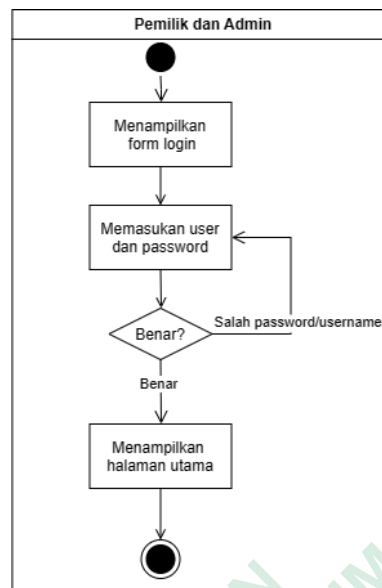 Pemilik dan Admin
Menampilkan
form login
Memasukan user
dan password
Benar?
Salah password/username
Benar
Menampilkan
halaman utama